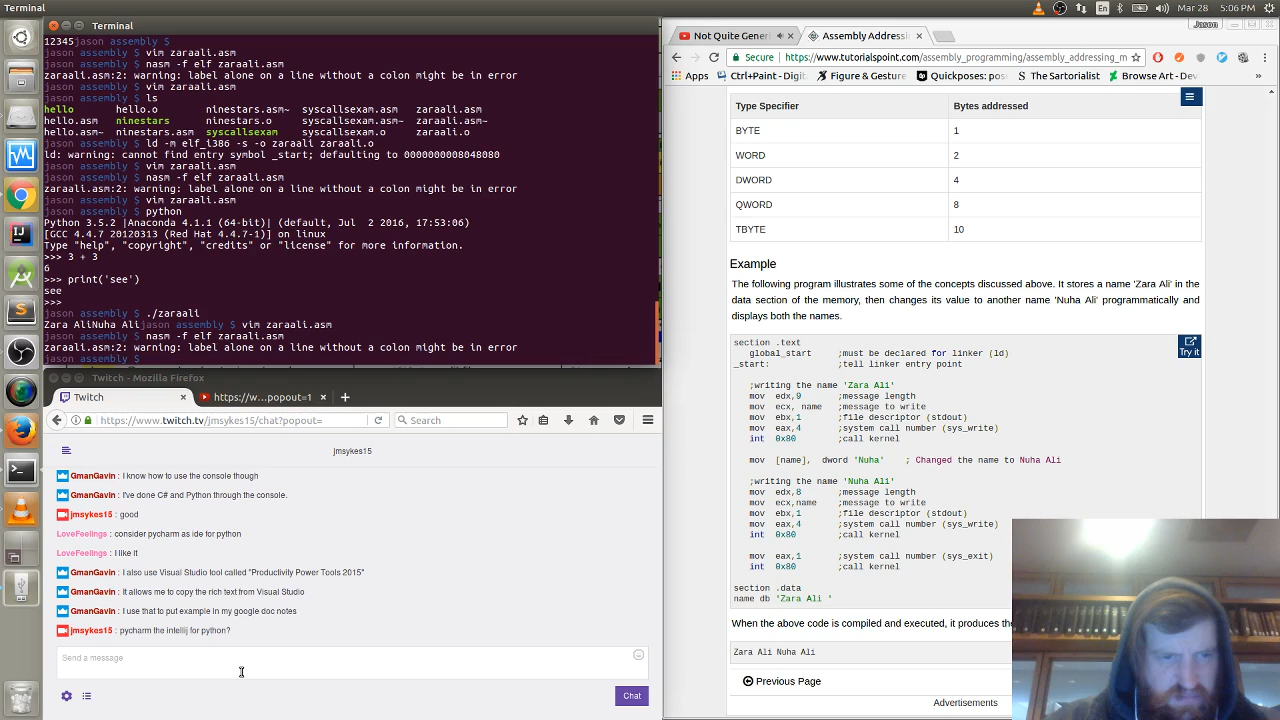 Terminal
En
Mar 28
5:06 PM
Terminal
12345jason assembly $
jason assembly $ vim zaraali.asm
jason assembly $ nasm -f elf zaraali.asm
zaraali.asm:2: warning: label alone on a line without a colon might be in error
jason assembly $ vim zaraali.asm
jason assembly $ ls
hello hello.o ninestars.asm~ syscallsexam.asm zaraali.asm
hello.asm ninestars ninestars.o syscallsexam.asm~ zaraali.asm~
hello.asm~ ninestars.asm syscallsexam syscallsexam.o zaraali.o
jason assembly $ ld -m elf_i386 -s -o zaraali zaraali.o
ld: warning: cannot find entry symbol _start; defaulting to 0000000008048080
jason assembly $ vim zaraali.asm
jason assembly $ nasm -f elf zaraali.asm
zaraali.asm:2: warning: label alone on a line without a colon might be in error
jason assembly $ vim zaraali.asm
jason assembly $ python
Python 3.5.2 |Anaconda 4.1.1 (64-bit)| (default, Jul  2 2016, 17:53:06)
[GCC 4.4.7 20120313 (Red Hat 4.4.7-1)] on linux
Type "help", "copyright", "credits" or "license" for more information.
>>> 3 + 3
6
>>> print('see')
see
>>>
jason assembly $ ./zaraali
Zara AliNuha Alijason assembly $ vim zaraali.asm
jason assembly $ nasm -f elf zaraali.asm
zaraali.asm:2: warning: label alone on a line without a colon might be in error
jason assembly $
Twitch - Mozilla Firefox
Twitch × https://w...popout=1 × +
https://www.twitch.tv/jmsykes15/chat?popout=
Search
jmsykes15
GmanGavin : I know how to use the console though
GmanGavin : I've done C# and Python through the console.
jmsykes15 : good
LoveFeelings : consider pycharm as ide for python
LoveFeelings : I like it
GmanGavin : I also use Visual Studio tool called "Productivity Power Tools 2015"
GmanGavin : It allows me to copy the rich text from Visual Studio
GmanGavin : I use that to put example in my google doc notes
jmsykes15 : pycharm the intellij for python?
Send a message
Chat
Jason
Not Quite Gener × Assembly Address ×
Secure https://www.tutorialspoint.com/assembly_programming/assembly_addressing_m
Apps Ctrl+Paint - Digital Figure & Gesture Quickposes: pos The Sartorialist Browse Art - Devi
Type Specifier Bytes addressed
BYTE 1
WORD 2
DWORD 4
QWORD 8
TBYTE 10
Example
The following program illustrates some of the concepts discussed above. It stores a name 'Zara Ali' in the
data section of the memory, then changes its value to another name 'Nuha Ali' programmatically and
displays both the names.
Try it
section .text
global_start ;must be declared for linker (ld)
_start: ;tell linker entry point
;writing the name 'Zara Ali'
mov edx,9 ;message length
mov ecx, name ;message to write
mov ebx,1 ;file descriptor (stdout)
mov eax,4 ;system call number (sys_write)
int 0x80 ;call kernel
mov [name], dword 'Nuha' ; Changed the name to Nuha Ali
;writing the name 'Nuha Ali'
mov edx,8 ;message length
mov ecx,name ;message to write
mov ebx,1 ;file descriptor (stdout)
mov eax,4 ;system call number (sys_write)
int 0x80 ;call kernel
mov eax,1 ;system call number (sys_exit)
int 0x80 ;call kernel
section .data
name db 'Zara Ali '
When the above code is compiled and executed, it produces the
Zara Ali Nuha Ali
Previous Page
Advertisements